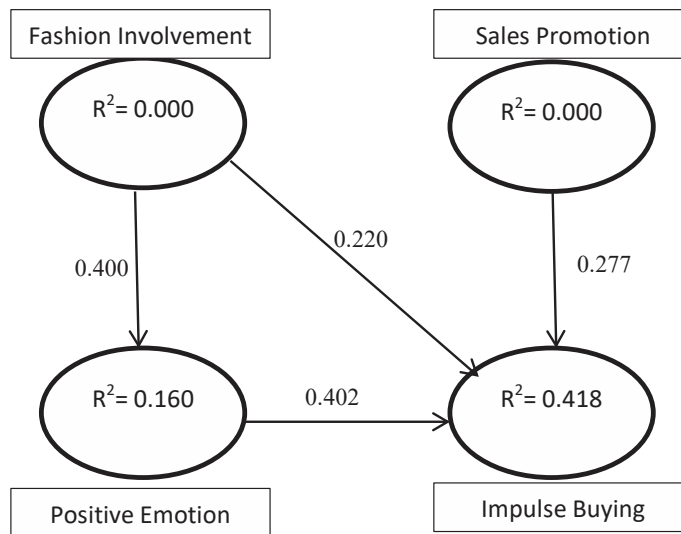 Fashion Involvement
Sales Promotion
R²= 0.000
R²= 0.000
0.220
0.400
0.277
R²= 0.160
0.402
R²= 0.418
Positive Emotion
Impulse Buying